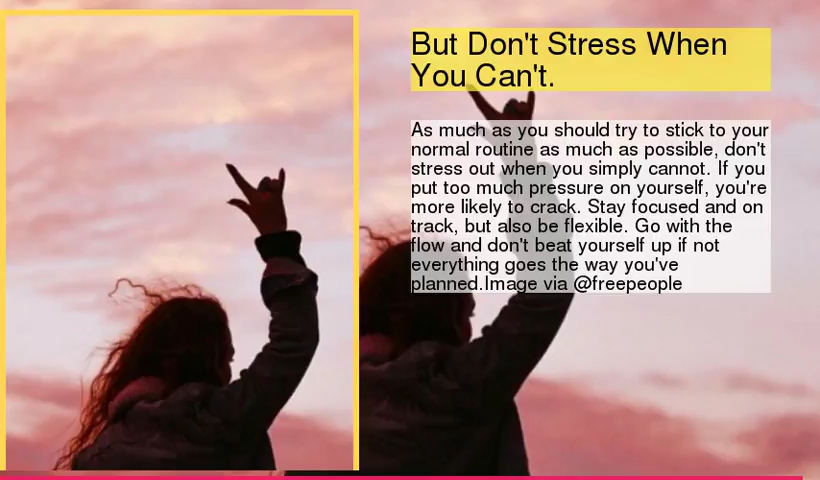 But Don't Stress When
You Can't.
As much as you should try to stick to your
normal routine as much as possible, don't
stress out when you simply cannot. If you
put too much pressure on yourself, you're
more likely to crack. Stay focused and on
track, but also be flexible. Go with the
flow and don't beat yourself up if not
everything goes the way you've
planned.Image via @freepeople